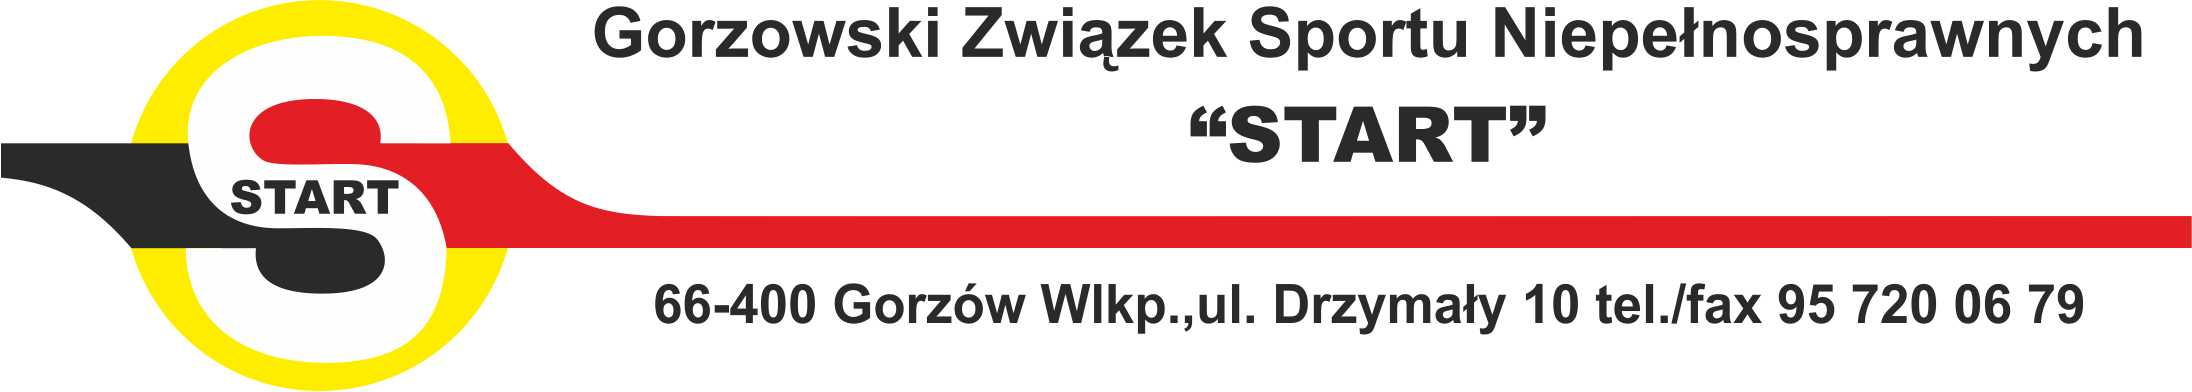 Gorzowski Związek Sportu Niepełnosprawnych
“START”
START
66-400 Gorzów Wlkp.,ul. Drzymały 10 tel./fax 95 720 06 79